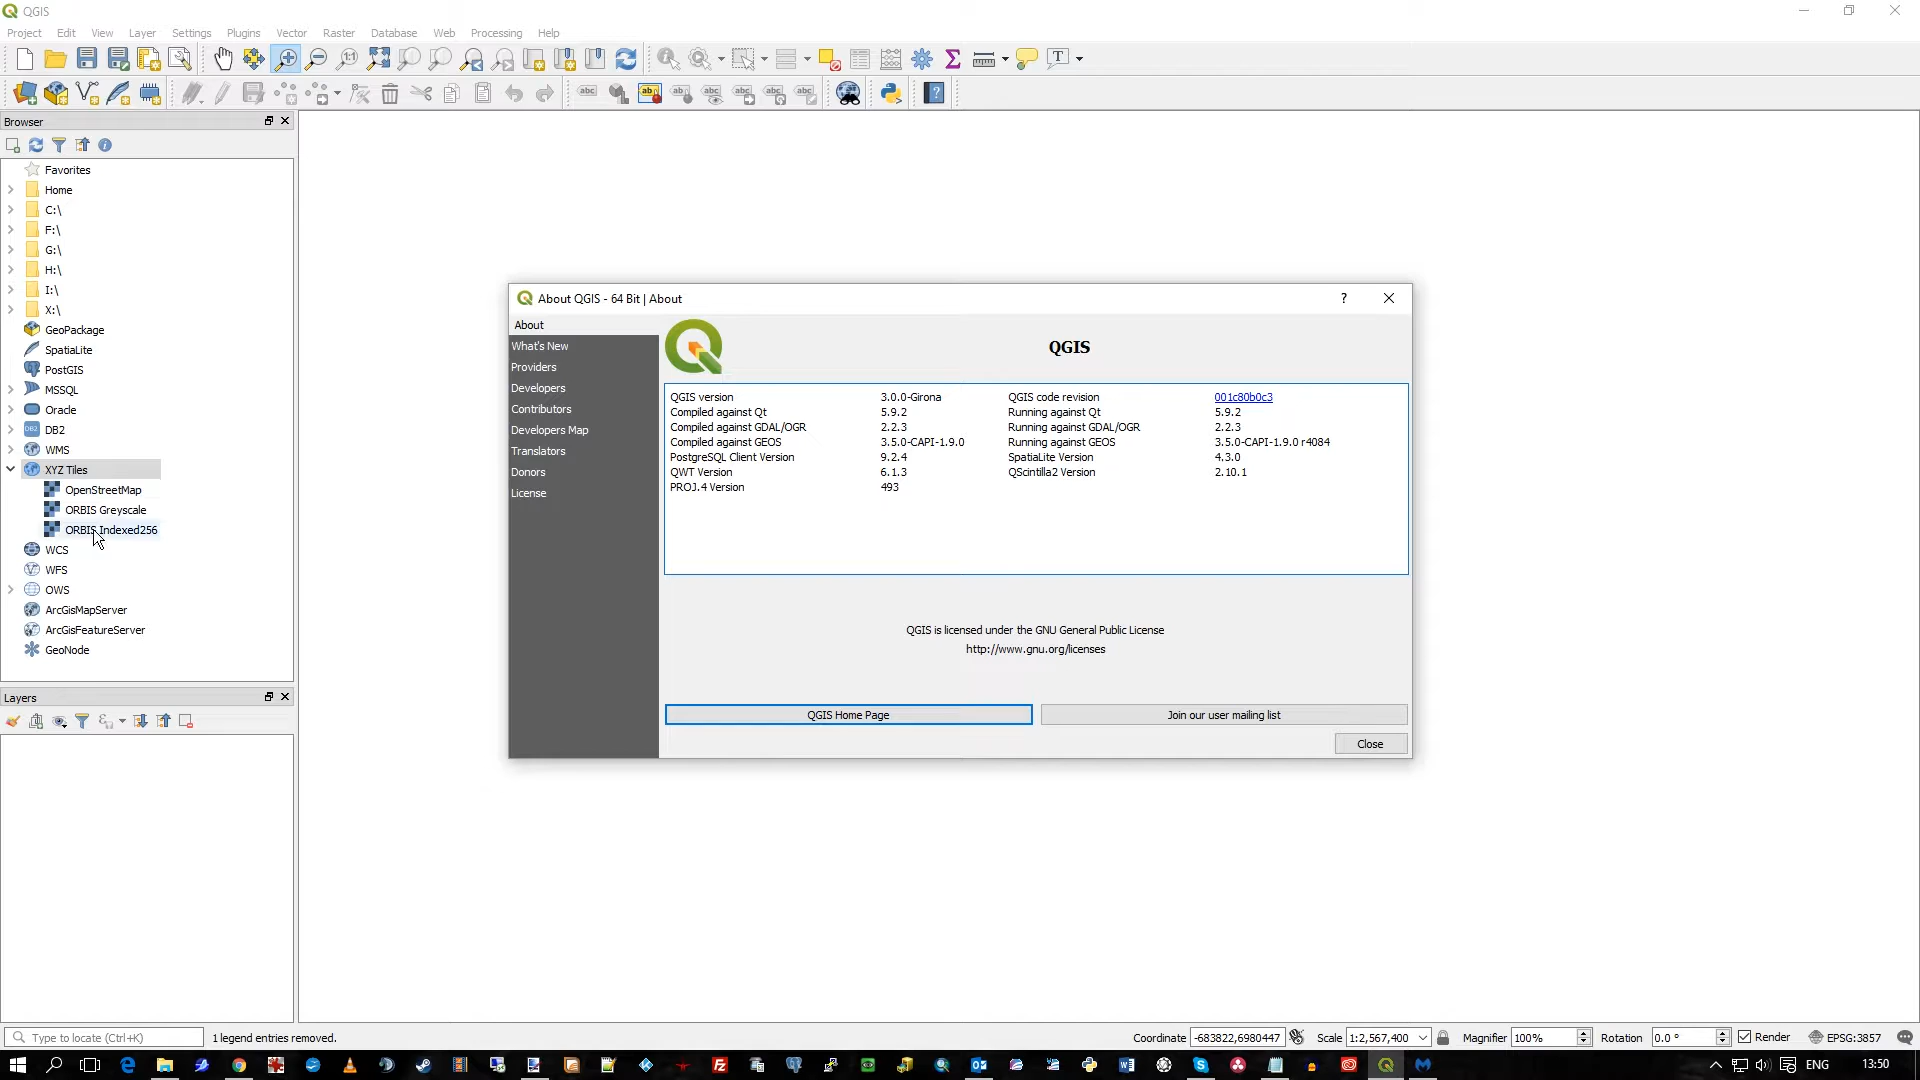 QGIS
Project Edit View Layer Settings Plugins Vector Raster Database Web Processing Help
Browser
Favorites
Home
C:\
F:\
G:\
H:\
I:\
X:\
GeoPackage
SpatiaLite
PostGIS
MSSQL
Oracle
DB2
WMS
XYZ Tiles
OpenStreetMap
ORBIS Greyscale
ORBIS Indexed256
WCS
WFS
OWS
ArcGisMapServer
ArcGisFeatureServer
GeoNode
Layers
About QGIS - 64 Bit | About
About
What's New
Providers
Developers
Contributors
Developers Map
Translators
Donors
License
QGIS
QGIS version 3.0.0-Girona QGIS code revision 001c80b0c3
Compiled against Qt 5.9.2 Running against Qt 5.9.2
Compiled against GDAL/OGR 2.2.3 Running against GDAL/OGR 2.2.3
Compiled against GEOS 3.5.0-CAPI-1.9.0 Running against GEOS 3.5.0-CAPI-1.9.0 r4084
PostgreSQL Client Version 9.2.4 SpatiaLite Version 4.3.0
QWT Version 6.1.3 QScintilla2 Version 2.10.1
PROJ.4 Version 493
QGIS is licensed under the GNU General Public License
http://www.gnu.org/licenses
QGIS Home Page Join our user mailing list
Close
Type to locate (Ctrl+K) 1 legend entries removed. Coordinate -683822,6980447 Scale 1:2,567,400 Magnifier 100% Rotation 0.0 ° Render EPSG:3857
ENG 13:50